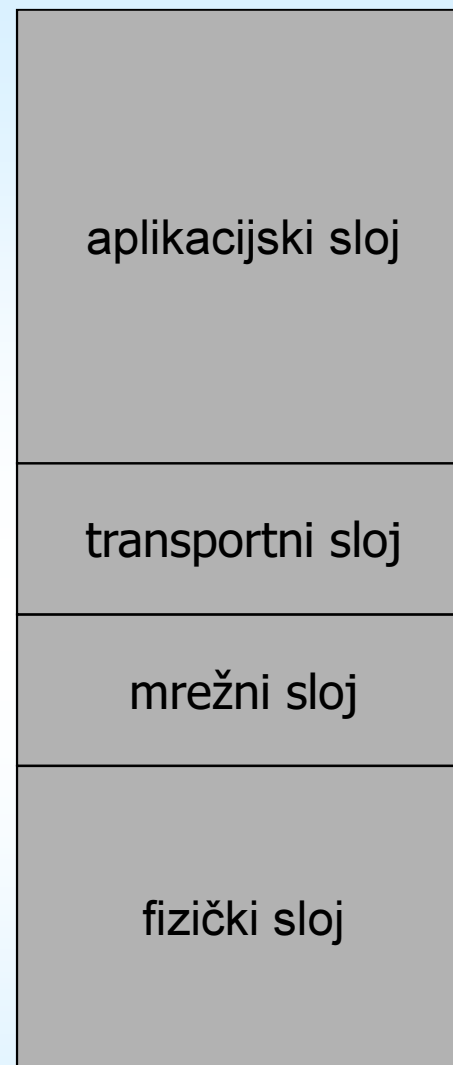 aplikacijski sloj
transportni sloj
mrežni sloj
fizički sloj